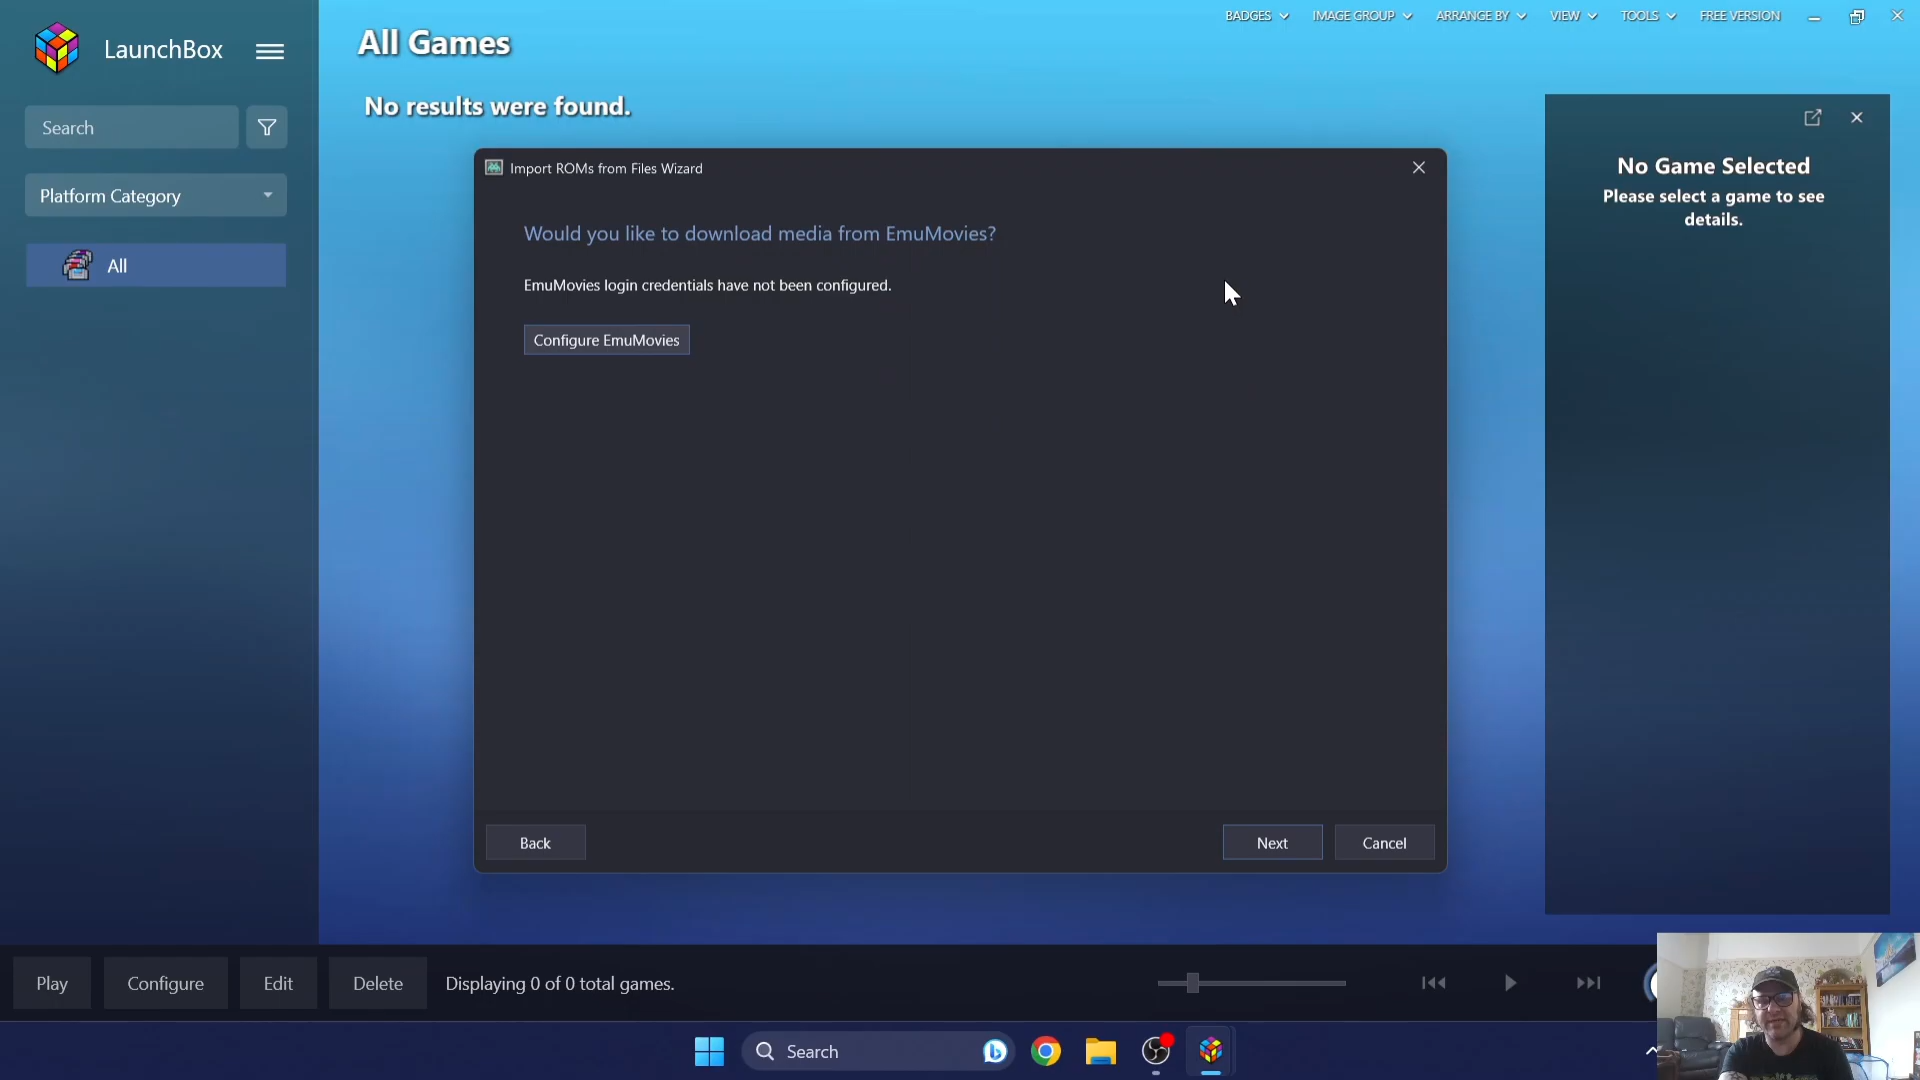 LaunchBox
Search
Platform Category
All
All Games
No results were found.
BADGES
IMAGE GROUP
ARRANGE BY
VIEW
TOOLS
FREE VERSION
Import ROMs from Files Wizard
Would you like to download media from EmuMovies?
EmuMovies login credentials have not been configured.
Configure EmuMovies
Back
Next
Cancel
No Game Selected
Please select a game to see
details.
Play
Configure
Edit
Delete
Displaying 0 of 0 total games.
Search